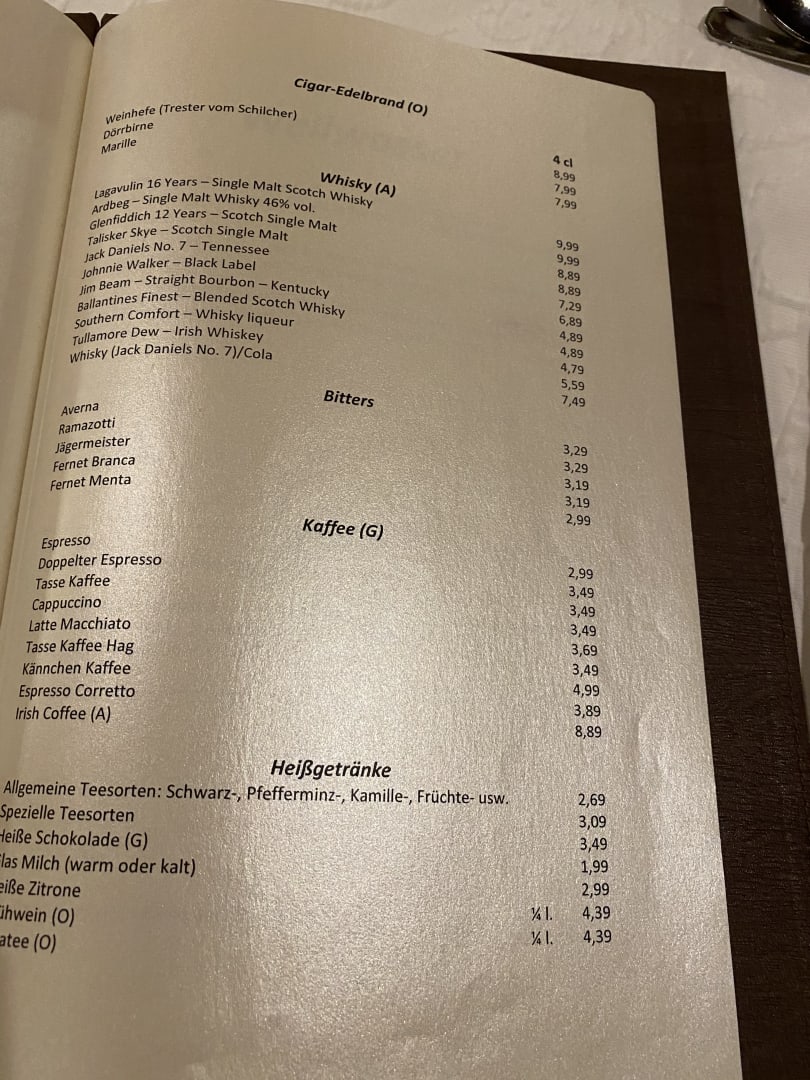 Cigar-Edelbrand (O)
4 cl
Weinhefe (Trester vom Schilcher) 8,99
Dörrbirne 7,99
Marille 7,99
Whisky (A)
Lagavulin 16 Years – Single Malt Scotch Whisky 9,99
Ardbeg – Single Malt Whisky 46% vol. 9,99
Glenfiddich 12 Years – Scotch Single Malt 8,89
Talisker Skye – Scotch Single Malt 8,89
Jack Daniels No. 7 – Tennessee 7,29
Johnnie Walker – Black Label 6,89
Jim Beam – Straight Bourbon – Kentucky 4,89
Ballantines Finest – Blended Scotch Whisky 4,89
Southern Comfort – Whisky liqueur 4,79
Tullamore Dew – Irish Whiskey 5,59
Whisky (Jack Daniels No. 7)/Cola 7,49
Bitters
Averna 3,29
Ramazotti 3,29
Jägermeister 3,19
Fernet Branca 3,19
Fernet Menta 2,99
Kaffee (G)
Espresso 2,99
Doppelter Espresso 3,49
Tasse Kaffee 3,49
Cappuccino 3,49
Latte Macchiato 3,69
Tasse Kaffee Hag 3,49
Kännchen Kaffee 4,99
Espresso Corretto 3,89
Irish Coffee (A) 8,89
Heißgetränke
Allgemeine Teesorten: Schwarz-, Pfefferminz-, Kamille-, Früchte- usw. 2,69
Spezielle Teesorten 3,09
Heiße Schokolade (G) 3,49
las Milch (warm oder kalt) 1,99
eiße Zitrone 2,99
ühwein (O) ¼ l. 4,39
atee (O) ¼ l. 4,39